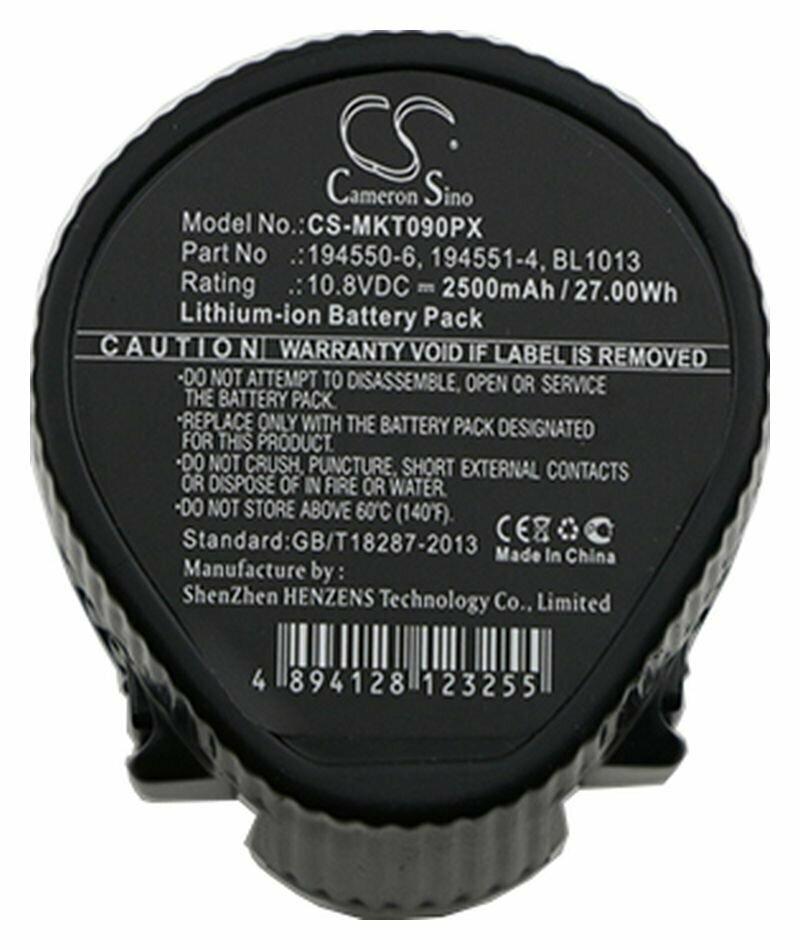 CS®
Cameron Sino
Model No.:CS-MKT090PX
Part No .:194550-6, 194551-4, BL1013
Rating .:10.8VDC ⎓ 2500mAh / 27.00Wh
Lithium-ion Battery Pack
CAUTION WARRANTY VOID IF LABEL IS REMOVED
•DO NOT ATTEMPT TO DISASSEMBLE, OPEN OR SERVICE
THE BATTERY PACK.
•REPLACE ONLY WITH THE BATTERY PACK DESIGNATED
FOR THIS PRODUCT.
•DO NOT CRUSH, PUNCTURE, SHORT EXTERNAL CONTACTS
OR DISPOSE OF IN FIRE OR WATER.
•DO NOT STORE ABOVE 60℃ (140℉).
Standard:GB/T18287-2013
CE
Made In China
Manufacture by :
ShenZhen HENZENS Technology Co., Limited
4 894128 123255